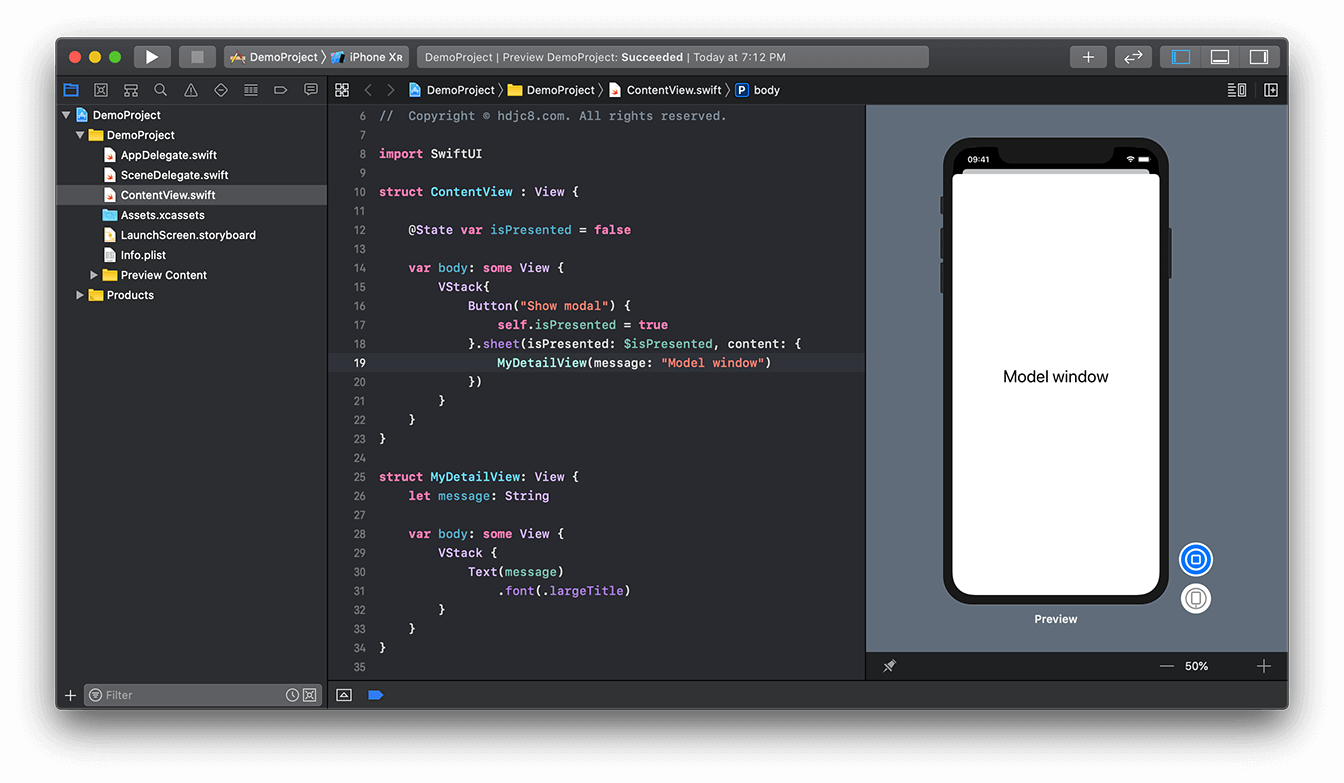 DemoProject iPhone XR
DemoProject | Preview DemoProject: Succeeded | Today at 7:12 PM
DemoProject DemoProject ContentView.swift P body
DemoProject
DemoProject
AppDelegate.swift
SceneDelegate.swift
ContentView.swift
Assets.xcassets
LaunchScreen.storyboard
Info.plist
Preview Content
Products
6 //  Copyright © hdjc8.com. All rights reserved.
7
8 import SwiftUI
9
10 struct ContentView : View {
11
12     @State var isPresented = false
13
14     var body: some View {
15         VStack{
16             Button("Show modal") {
17                 self.isPresented = true
18             }.sheet(isPresented: $isPresented, content: {
19                 MyDetailView(message: "Model window")
20             })
21         }
22     }
23 }
24
25 struct MyDetailView: View {
26     let message: String
27
28     var body: some View {
29         VStack {
30             Text(message)
31                 .font(.largeTitle)
32         }
33     }
34 }
35
09:41
Model window
Preview
50%
Filter